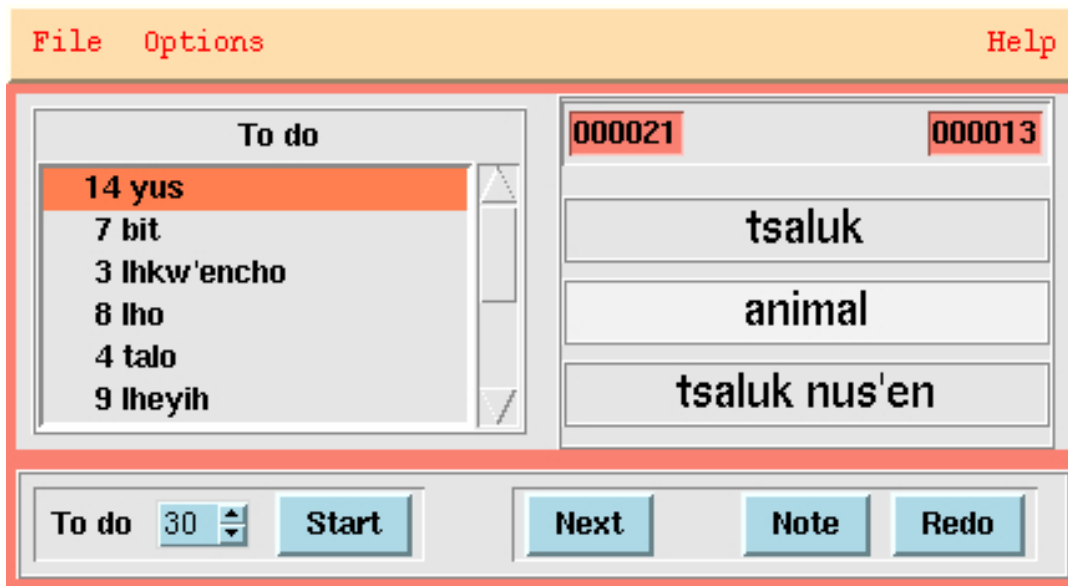 File Options Help
To do
14 yus
7 bit
3 lhkw'encho
8 lho
4 talo
9 lheyih
000021 000013
tsaluk
animal
tsaluk nus'en
To do 30 Start Next Note Redo